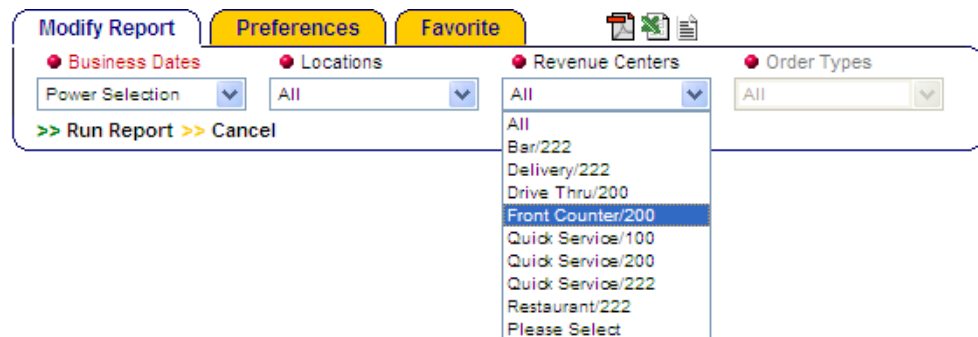 Modify Report Preferences Favorite
Business Dates Locations Revenue Centers Order Types
Power Selection All All All
>> Run Report >> Cancel
All
Bar/222
Delivery/222
Drive Thru/200
Front Counter/200
Quick Service/100
Quick Service/200
Quick Service/222
Restaurant/222
Please Select